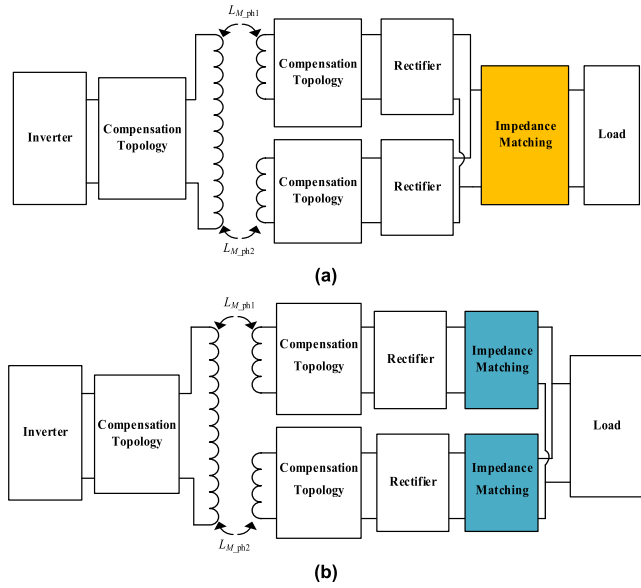 L_M_ph1
Compensation
Topology
Rectifier
Inverter
Compensation
Topology
Impedance
Matching
Load
Compensation
Topology
Rectifier
L_M_ph2
(a)
L_M_ph1
Compensation
Topology
Rectifier
Impedance
Matching
Inverter
Compensation
Topology
Load
Compensation
Topology
Rectifier
Impedance
Matching
L_M_ph2
(b)